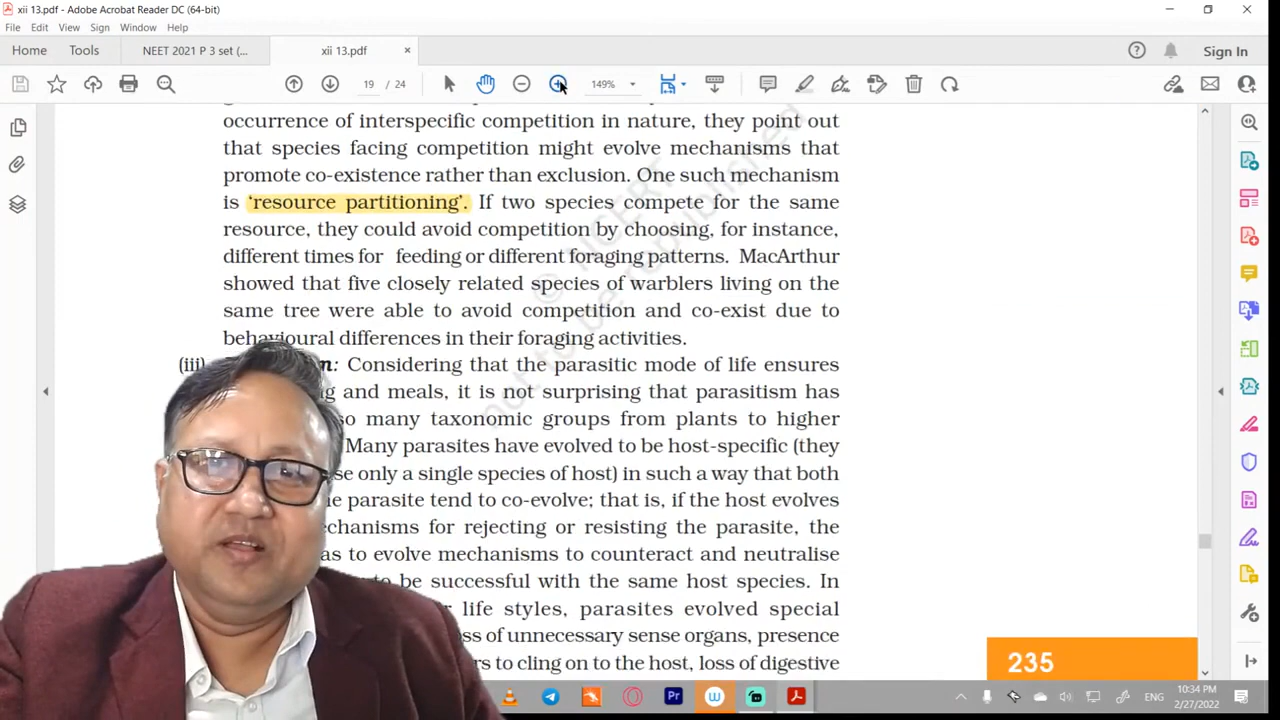 xii 13.pdf - Adobe Acrobat Reader DC (64-bit)
File Edit View Sign Window Help
Home Tools NEET 2021 P 3 set (... xii 13.pdf × Sign In
19 / 24 149%
occurrence of interspecific competition in nature, they point out
that species facing competition might evolve mechanisms that
promote co-existence rather than exclusion. One such mechanism
is ‘resource partitioning’. If two species compete for the same
resource, they could avoid competition by choosing, for instance,
different times for feeding or different foraging patterns. MacArthur
showed that five closely related species of warblers living on the
same tree were able to avoid competition and co-exist due to
behavioural differences in their foraging activities.
(iii) Considering that the parasitic mode of life ensures
and meals, it is not surprising that parasitism has
so many taxonomic groups from plants to higher
Many parasites have evolved to be host-specific (they
only a single species of host) in such a way that both
parasite tend to co-evolve; that is, if the host evolves
mechanisms for rejecting or resisting the parasite, the
to evolve mechanisms to counteract and neutralise
to be successful with the same host species. In
life styles, parasites evolved special
of unnecessary sense organs, presence
to cling on to the host, loss of digestive
© NCERT
not to be republished
235
Pr
ENG
10:34 PM
2/27/2022